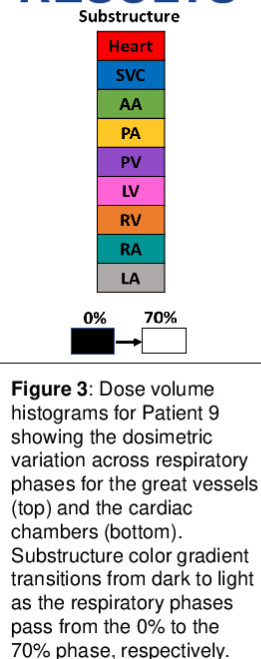 Substructure
Heart
SVC
AA
PA
PV
LV
RV
RA
LA
0% 70%
Figure 3: Dose volume
histograms for Patient 9
showing the dosimetric
variation across respiratory
phases for the great vessels
(top) and the cardiac
chambers (bottom).
Substructure color gradient
transitions from dark to light
as the respiratory phases
pass from the 0% to the
70% phase, respectively.